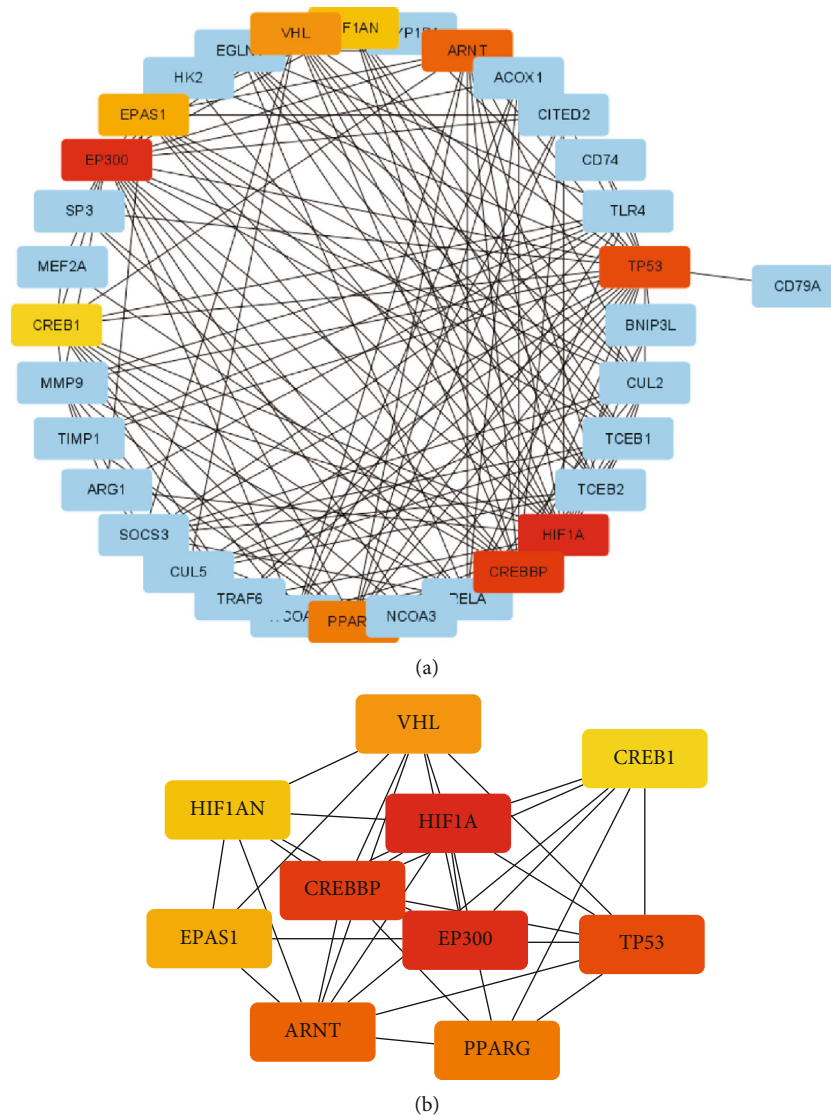 VHL
EGLN
ARNT
HK2
ACOX1
EPAS1
CITED2
EP300
CD74
SP3
TLR4
MEF2A
TP53
CD79A
CREB1
BNIP3L
MMP9
CUL2
TIMP1
TCEB1
ARG1
TCEB2
SOCS3
HIF1A
CUL5
CREBBP
TRAF6
PPAR
NCOA3
RELA
(a)
VHL
CREB1
HIF1AN
HIF1A
CREBBP
EPAS1
EP300
TP53
ARNT
PPARG
(b)